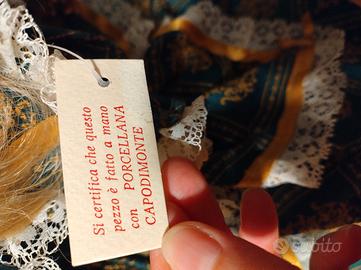 Si certifica che questo
pezzo è fatto a mano
con PORCELLANA
CAPODIMONTE
subito